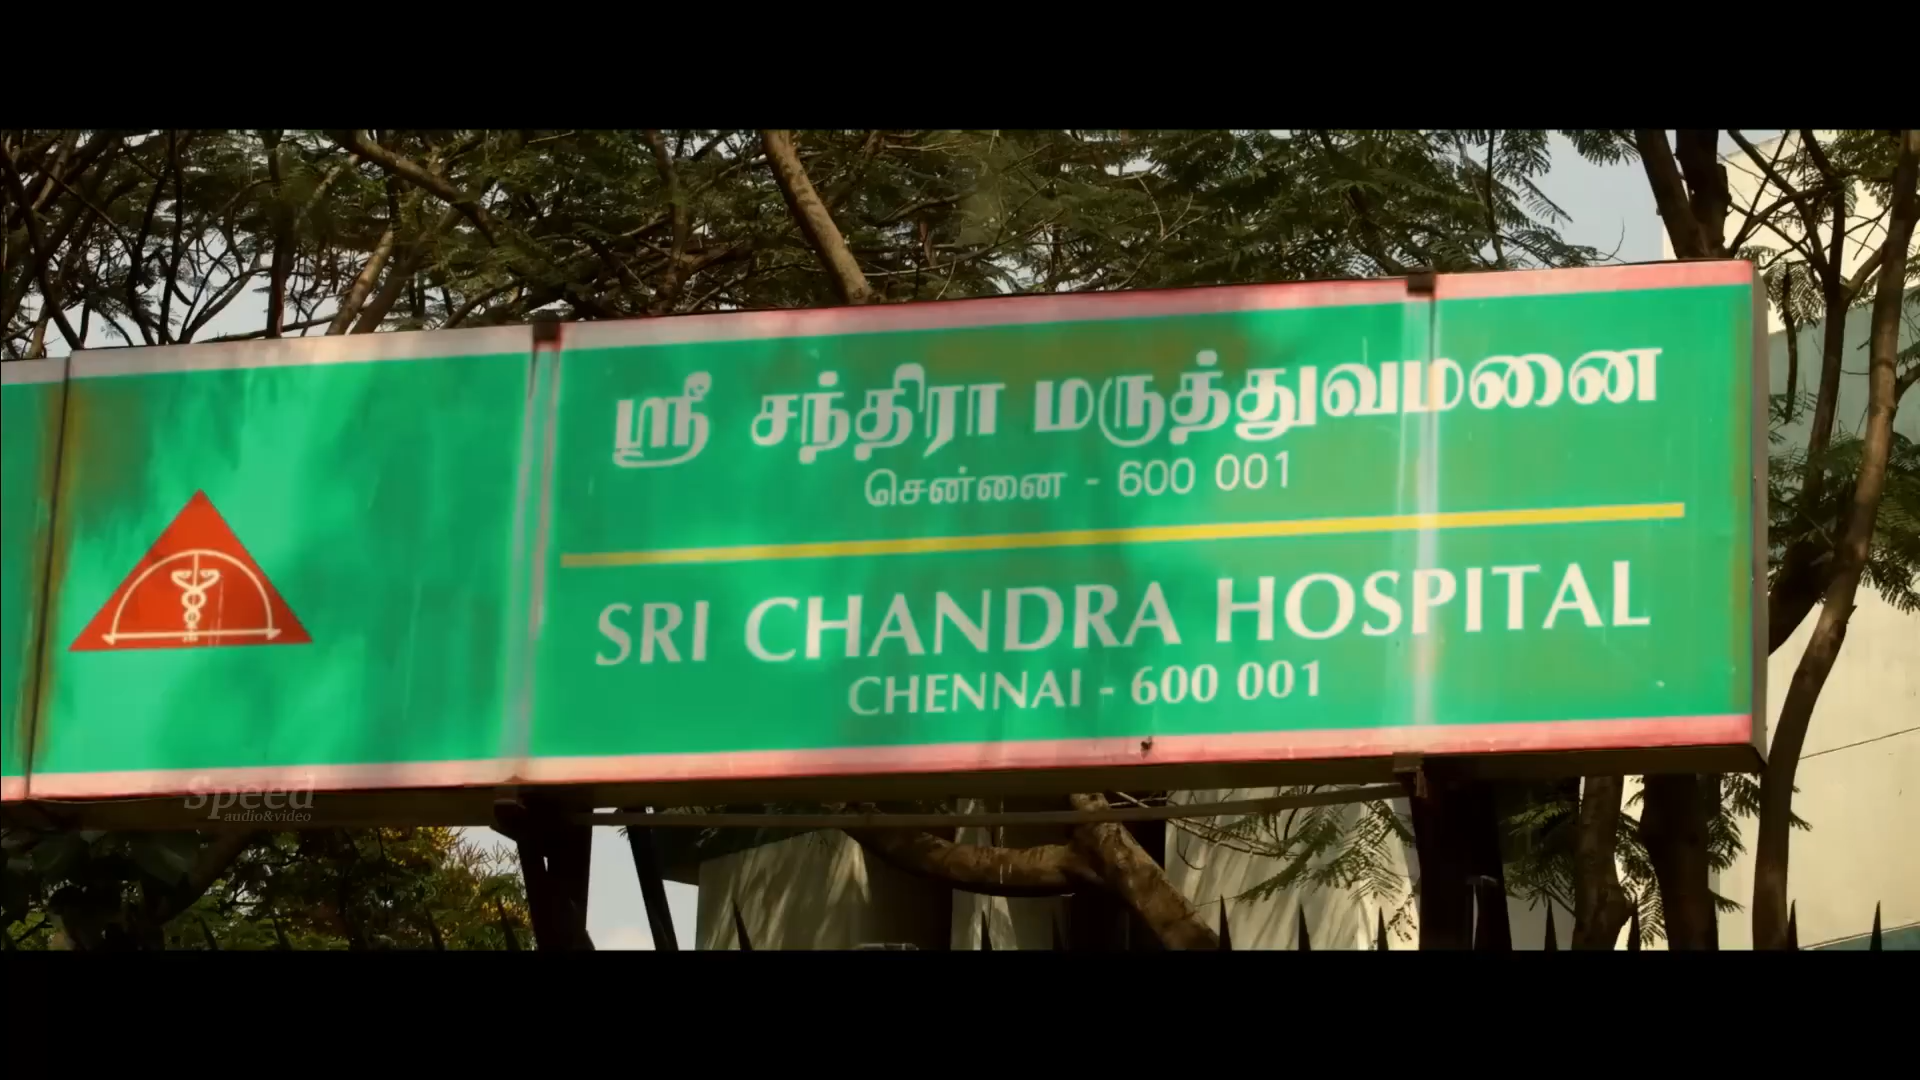 ஸ்ரீ சந்திரா மருத்துவமனை
சென்னை - 600 001
SRI CHANDRA HOSPITAL
CHENNAI - 600 001
Speed
audio&video